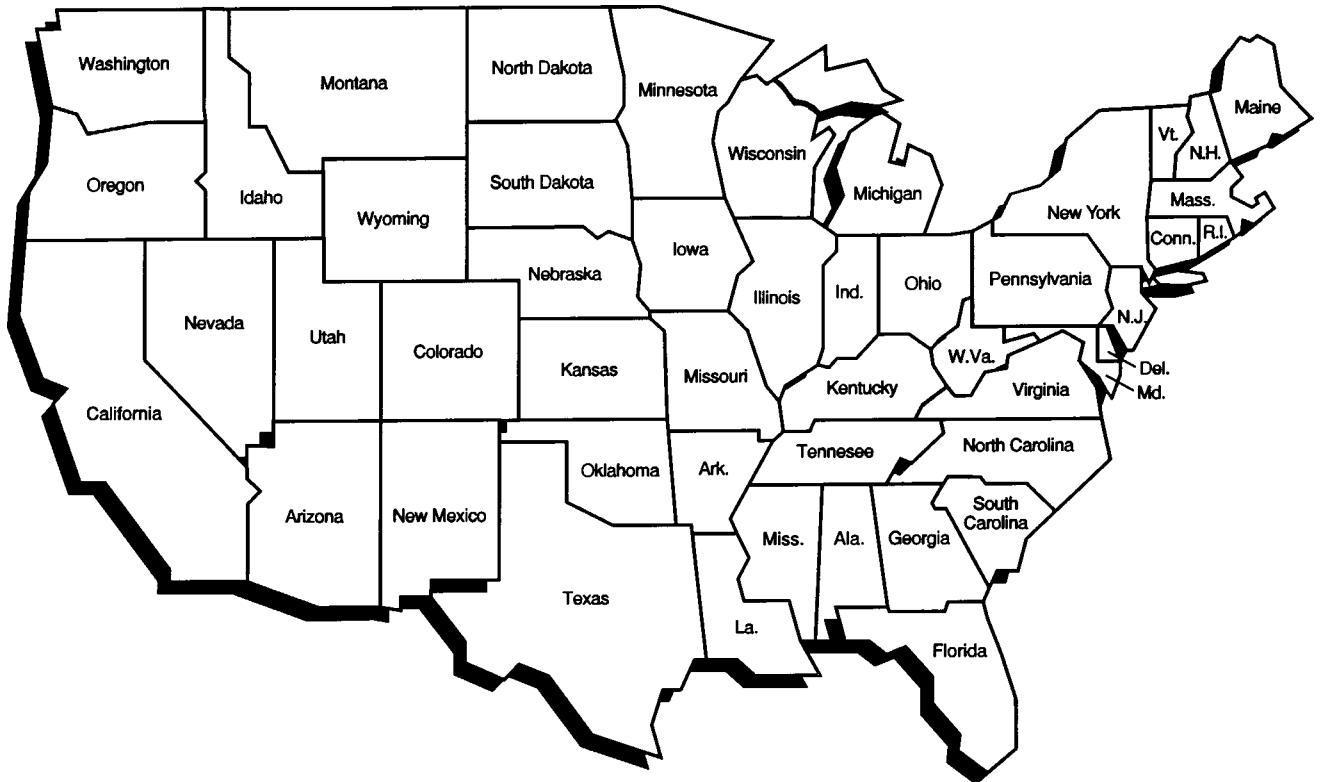 Washington
Montana
North Dakota
Minnesota
Maine
Vt.
N.H.
Wisconsin
Oregon
Idaho
South Dakota
Michigan
Mass.
Wyoming
New York
Conn.
R.I.
Iowa
Nebraska
Pennsylvania
Ohio
Ind.
Illinois
Nevada
N.J.
Utah
Colorado
W.Va.
Kansas
Missouri
Del.
Kentucky
Virginia
Md.
California
North Carolina
Tennesee
Oklahoma
Ark.
South
Carolina
Arizona
New Mexico
Miss.
Ala.
Georgia
Texas
La.
Florida